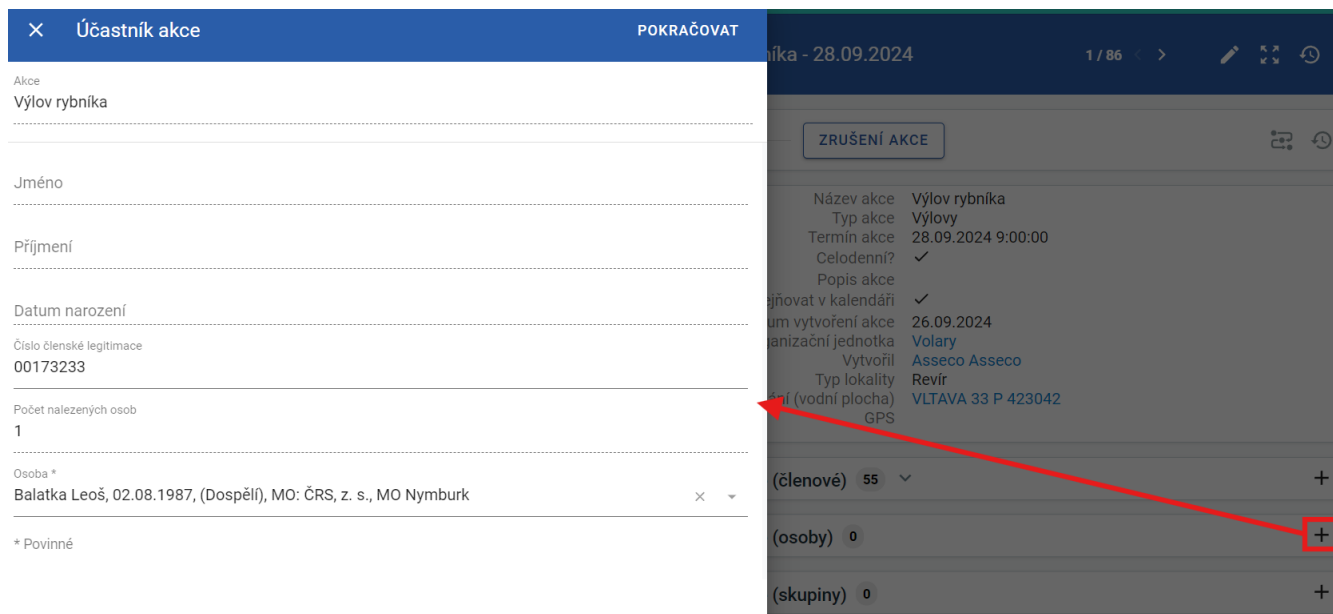 Účastník akce
POKRAČOVAT
Akce
Výlov rybníka
Jméno
Příjmení
Datum narození
Číslo členské legitimace
00173233
Počet nalezených osob
1
Osoba *
Balatka Leoš, 02.08.1987, (Dospělí), MO: ČRS, z. s., MO Nymburk
* Povinné
níka - 28.09.2024
1 / 86
ZRUŠENÍ AKCE
Název akce Výlov rybníka
Typ akce Výlovy
Termín akce 28.09.2024 9:00:00
Celodenní?
Popis akce
ejňovat v kalendáři
um vytvoření akce 26.09.2024
ganizační jednotka Volary
Vytvořil Asseco Asseco
Typ lokality Revír
ní (vodní plocha) VLTAVA 33 P 423042
GPS
(členové) 55
(osoby) 0
(skupiny) 0